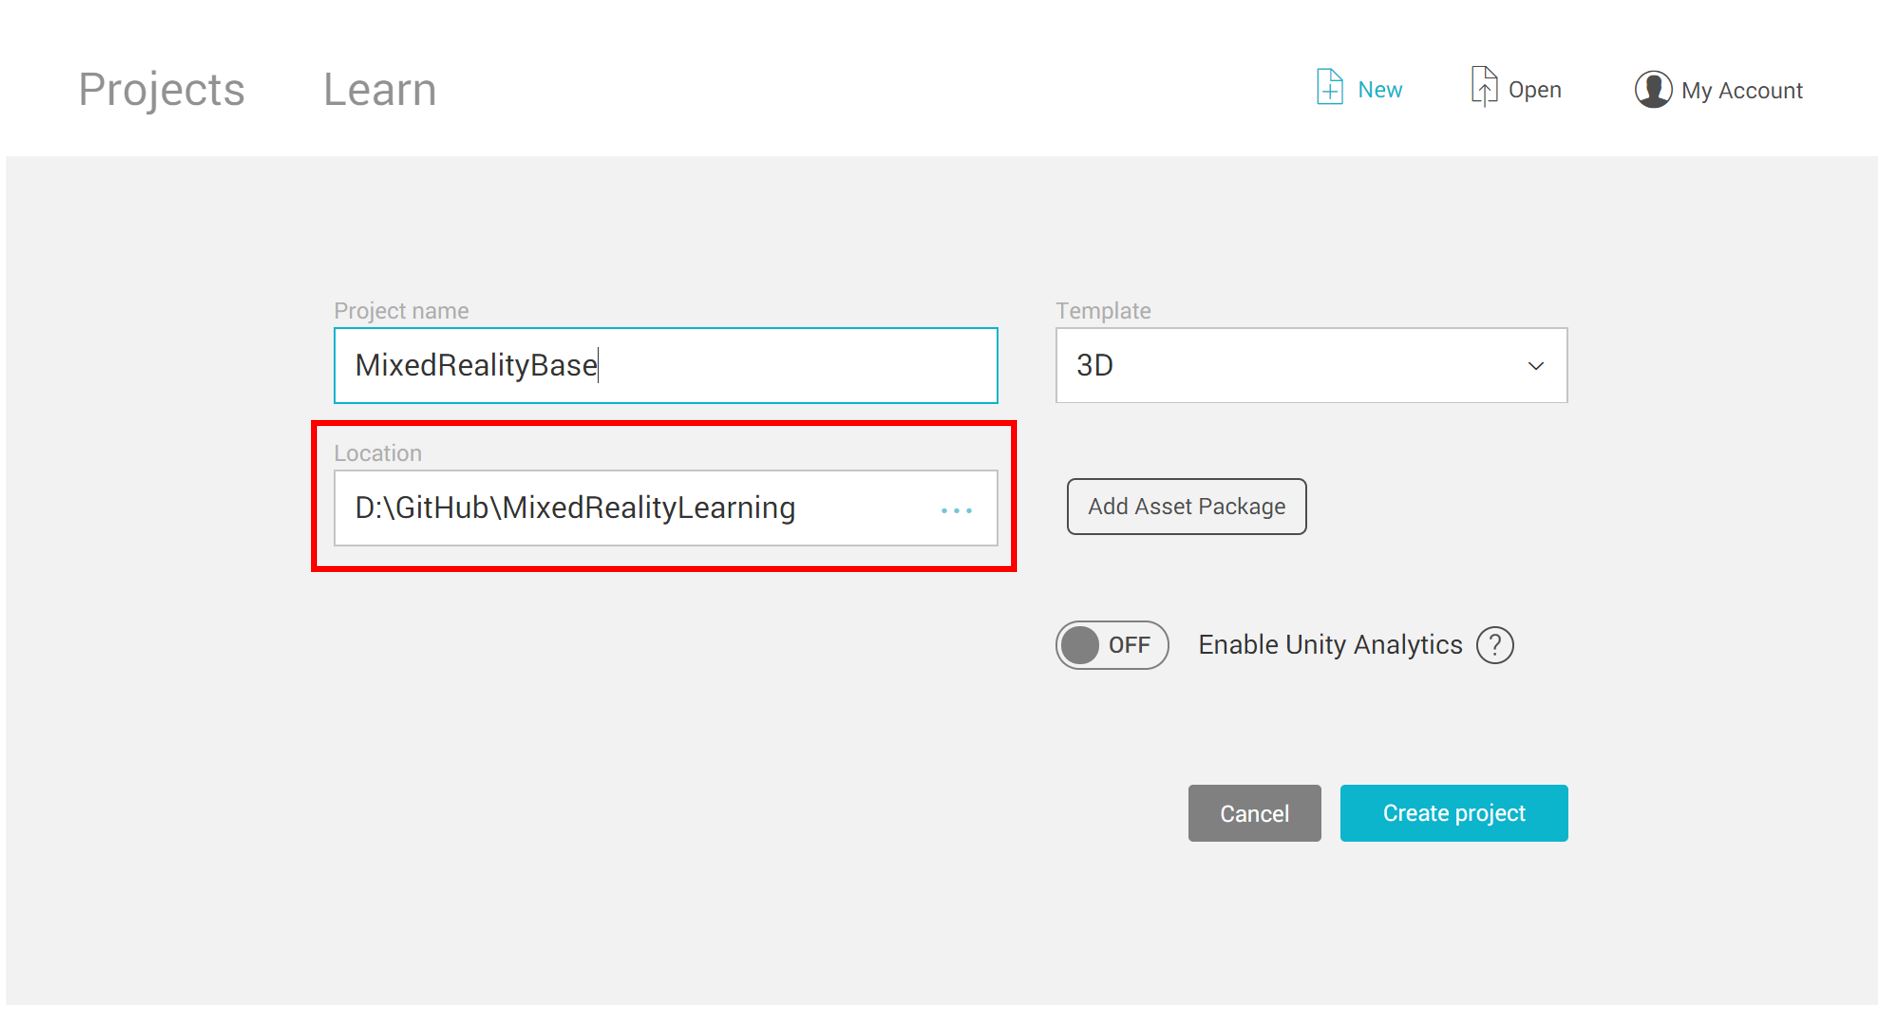 Projects
Learn
New
Open
My Account
Project name
MixedRealityBase
Template
3D
Location
D:\GitHub\MixedRealityLearning
...
Add Asset Package
OFF
Enable Unity Analytics
?
Cancel
Create project